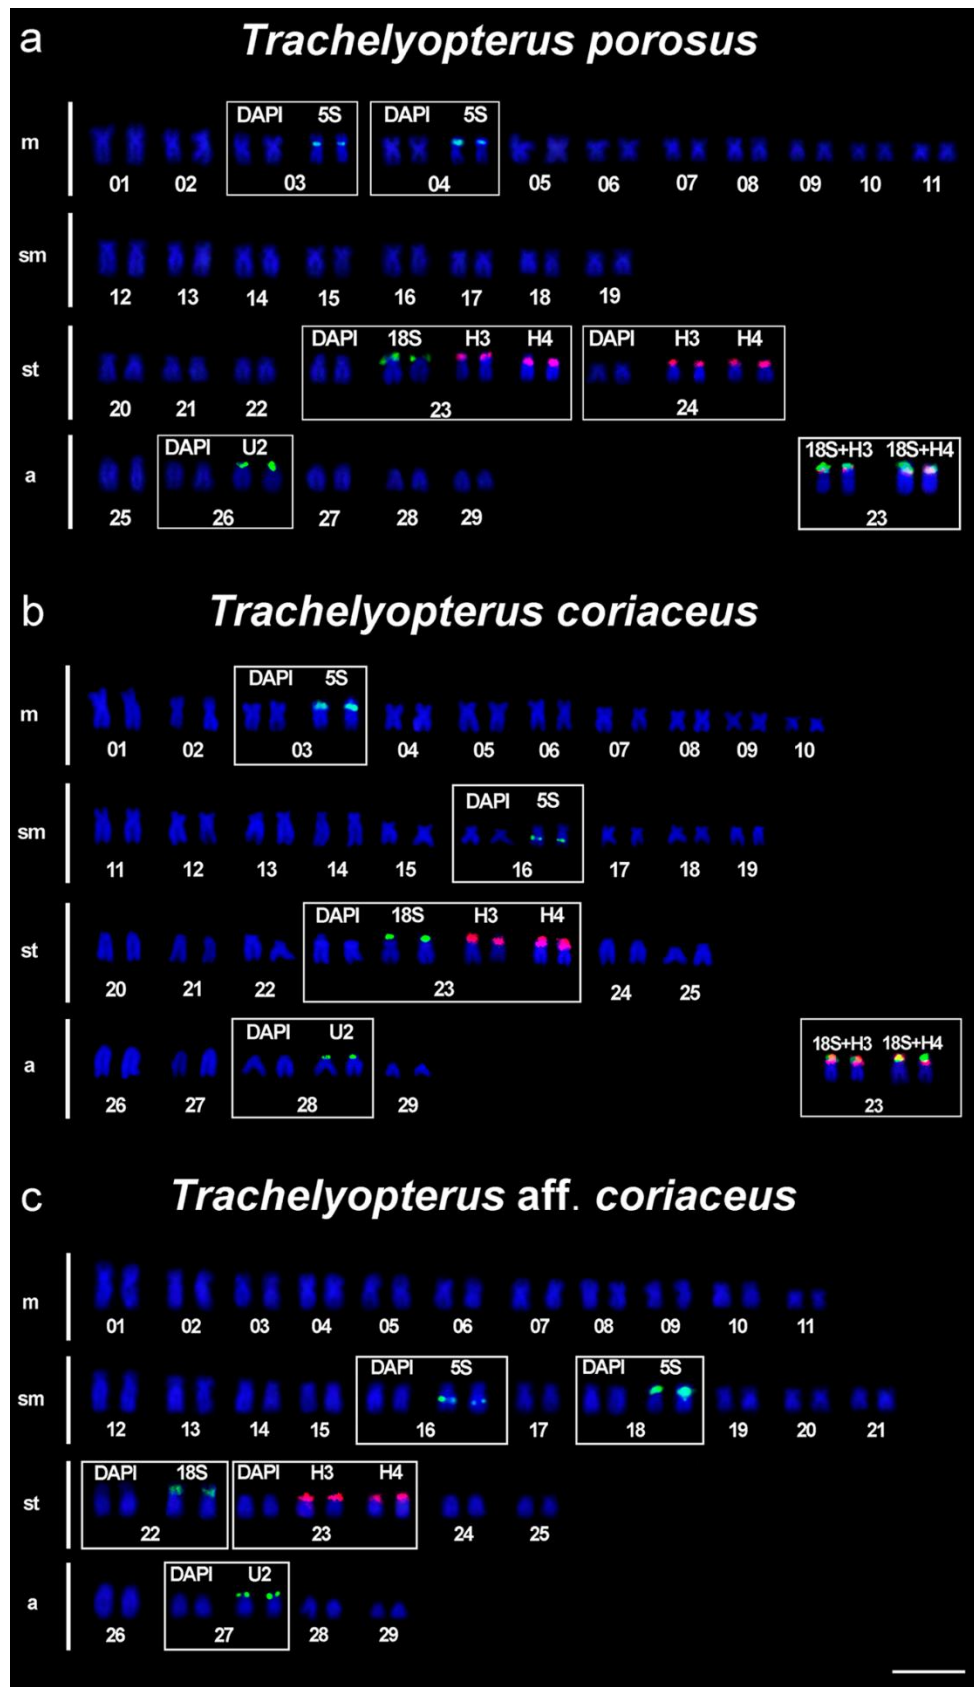 a Trachelyopterus porosus
DAPI 5S DAPI 5S
m
01 02 03 04 05 06 07 08 09 10 11
sm
12 13 14 15 16 17 18 19
DAPI 18S H3 H4 DAPI H3 H4
st
20 21 22 23 24
DAPI U2 18S+H3 18S+H4
a
25 26 27 28 29 23
b Trachelyopterus coriaceus
DAPI 5S
m
01 02 03 04 05 06 07 08 09 10
DAPI 5S
sm
11 12 13 14 15 16 17 18 19
DAPI 18S H3 H4
st
20 21 22 23 24 25
DAPI U2 18S+H3 18S+H4
a
26 27 28 29 23
c Trachelyopterus aff. coriaceus
m
01 02 03 04 05 06 07 08 09 10 11
DAPI 5S DAPI 5S
sm
12 13 14 15 16 17 18 19 20 21
DAPI 18S DAPI H3 H4
st
22 23 24 25
DAPI U2
a
26 27 28 29